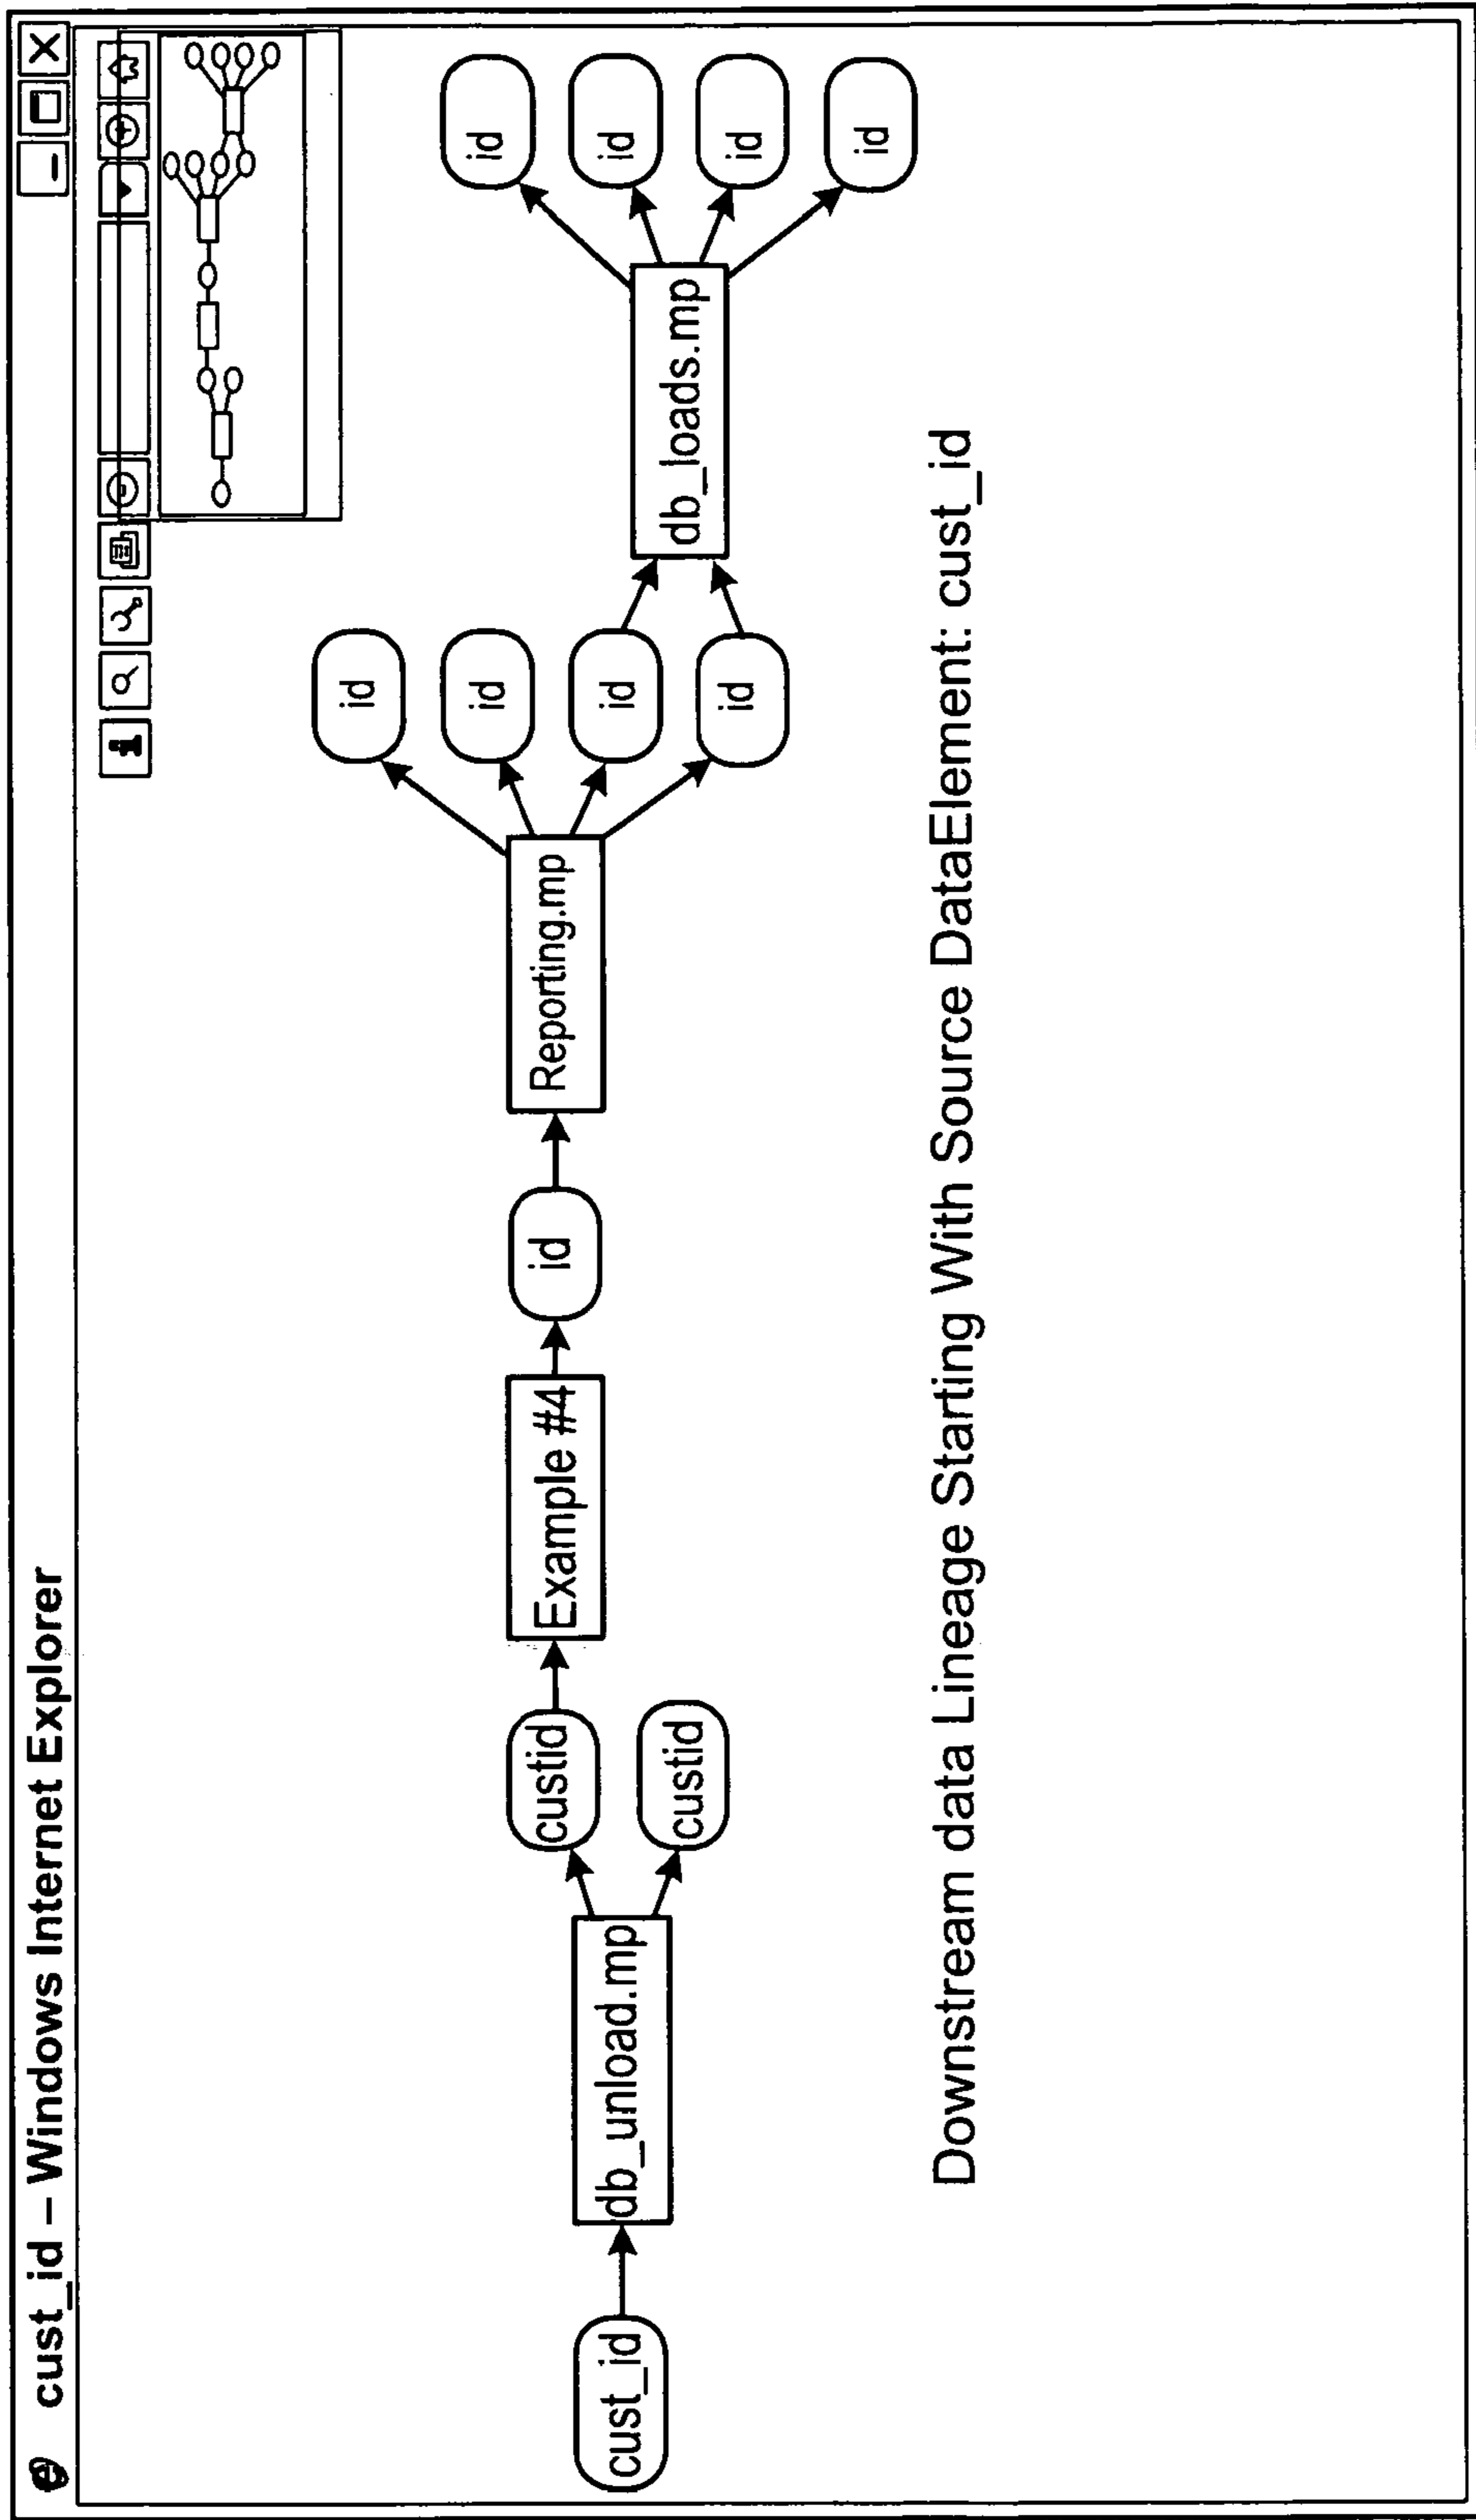 cust_id – Windows Internet Explorer
cust_id
db_unload.mp
custid
custid
Example #4
id
Reporting.mp
id
id
id
id
db_loads.mp
id
id
id
id
Downstream data Lineage Starting With Source DataElement: cust_id